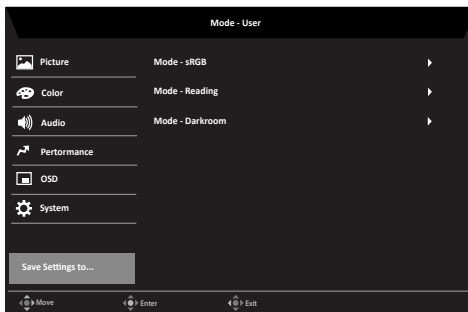 Mode - User
Picture
Mode - sRGB
Color
Mode - Reading
Audio
Mode - Darkroom
Pertormance
OSD
System
Save Settings to...
Move Enter Exit